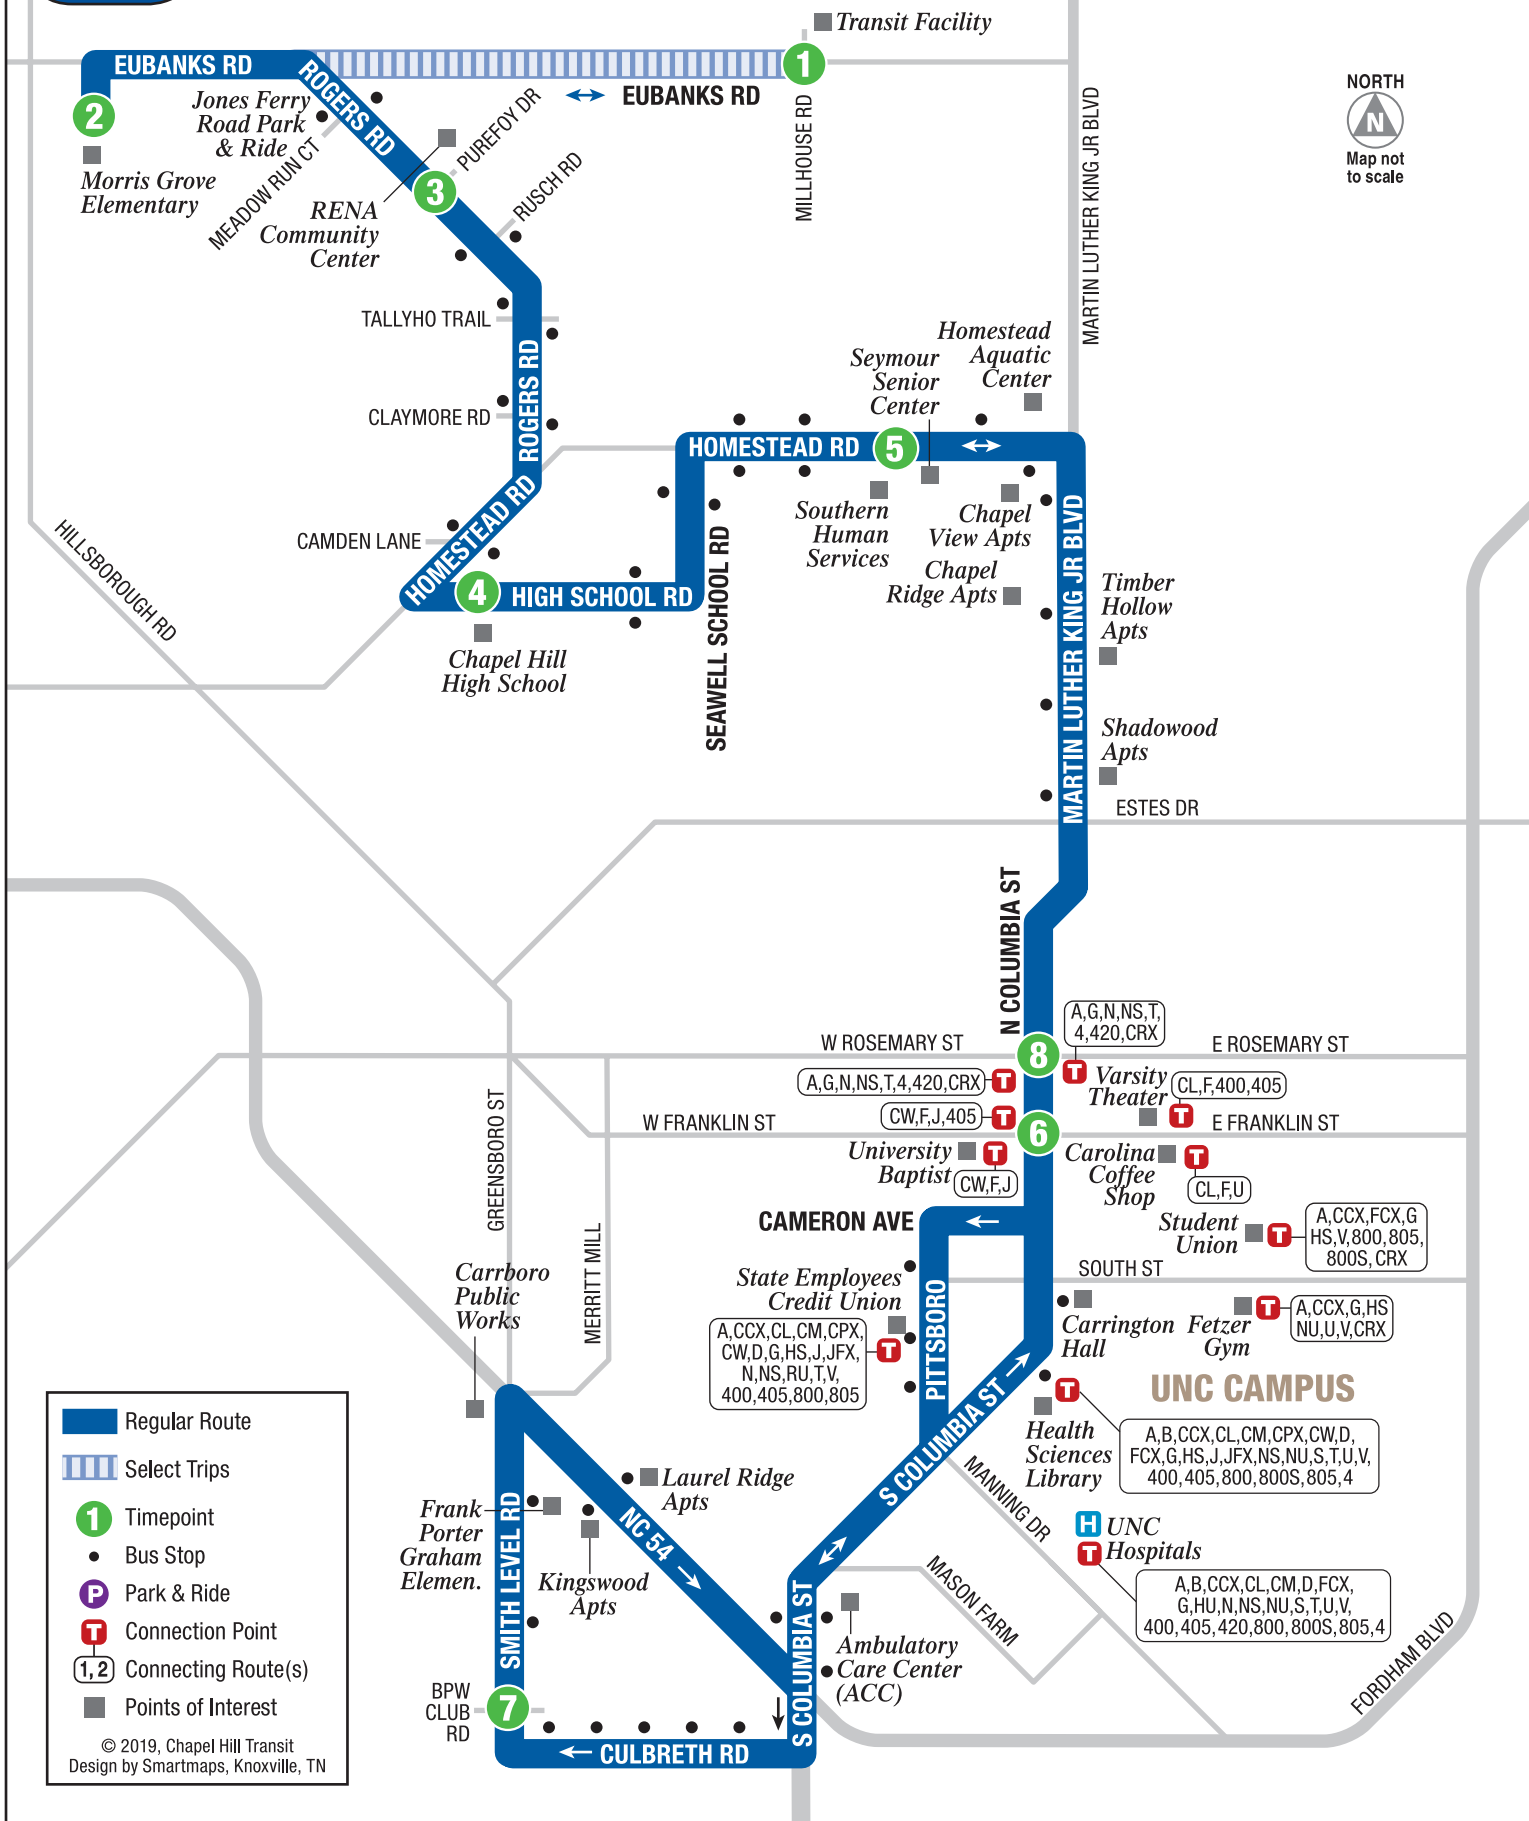 Transit Facility
1
EUBANKS RD
EUBANKS RD
2
Jones Ferry
Road Park
& Ride
ROGERS RD
Morris Grove
Elementary
MEADOW RUN CT
3
PUREFOY DR
RENA
Community
Center
RUSCH RD
MILLHOUSE RD
MARTIN LUTHER KING JR BLVD
NORTH
N
Map not
to scale
TALLYHO TRAIL
CLAYMORE RD
ROGERS RD
Homestead
Aquatic
Center
Seymour
Senior
Center
HOMESTEAD RD
5
HOMESTEAD RD
CAMDEN LANE
4
HIGH SCHOOL RD
Chapel Hill
High School
SEAWELL SCHOOL RD
Southern
Human
Services
Chapel
View Apts
Chapel
Ridge Apts
MARTIN LUTHER KING JR BLVD
Timber
Hollow
Apts
Shadowood
Apts
HILLSBOROUGH RD
ESTES DR
N COLUMBIA ST
A,G,N,NS,T,
4,420,CRX
W ROSEMARY ST
8
E ROSEMARY ST
T
A,G,N,NS,T,4,420,CRX
T
Varsity
Theater
CL,F,400,405
T
CW,F,J,405
T
W FRANKLIN ST
6
E FRANKLIN ST
University
Baptist
T
CW,F,J
Carolina
Coffee
Shop
T
CL,F,U
GREENSBORO ST
MERRITT MILL
CAMERON AVE
Student
Union
T
A,CCX,FCX,G
HS,V,800,805,
800S, CRX
SOUTH ST
State Employees
Credit Union
T
A,CCX,CL,CM,CPX,
CW,D,G,HS,J,JFX,
N,NS,RU,T,V,
400,405,800,805
PITTSBORO
Carrington
Hall
Fetzer
Gym
T
A,CCX,G,HS
NU,U,V,CRX
UNC CAMPUS
Carrboro
Public
Works
T
Health
Sciences
Library
A,B,CCX,CL,CM,CPX,CW,D,
FCX,G,HS,J,JFX,NS,NU,S,T,U,V,
400,405,800,800S,805,4
S COLUMBIA ST
MANNING DR
H
UNC
Hospitals
T
A,B,CCX,CL,CM,D,FCX,
G,HU,N,NS,NU,S,T,U,V,
400,405,420,800,800S,805,4
MASON FARM
FORDHAM BLVD
Laurel Ridge
Apts
NC 54
Frank
Porter
Graham
Elemen.
Kingswood
Apts
SMITH LEVEL RD
S COLUMBIA ST
Ambulatory
Care Center
(ACC)
BPW
CLUB
RD
7
CULBRETH RD
Regular Route
Select Trips
1
Timepoint
Bus Stop
P
Park & Ride
T
Connection Point
1,2
Connecting Route(s)
Points of Interest
© 2019, Chapel Hill Transit
Design by Smartmaps, Knoxville, TN